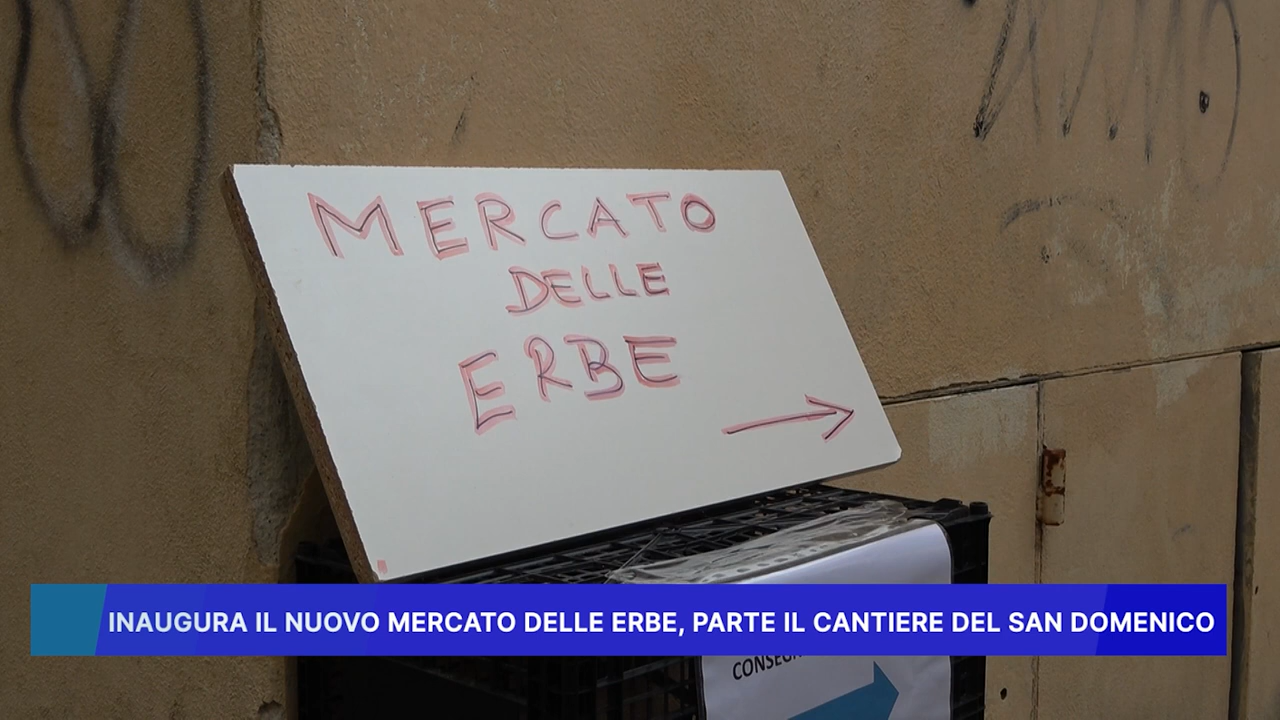 MERCATO
DELLE
ERBE
INAUGURA IL NUOVO MERCATO DELLE ERBE, PARTE IL CANTIERE DEL SAN DOMENICO